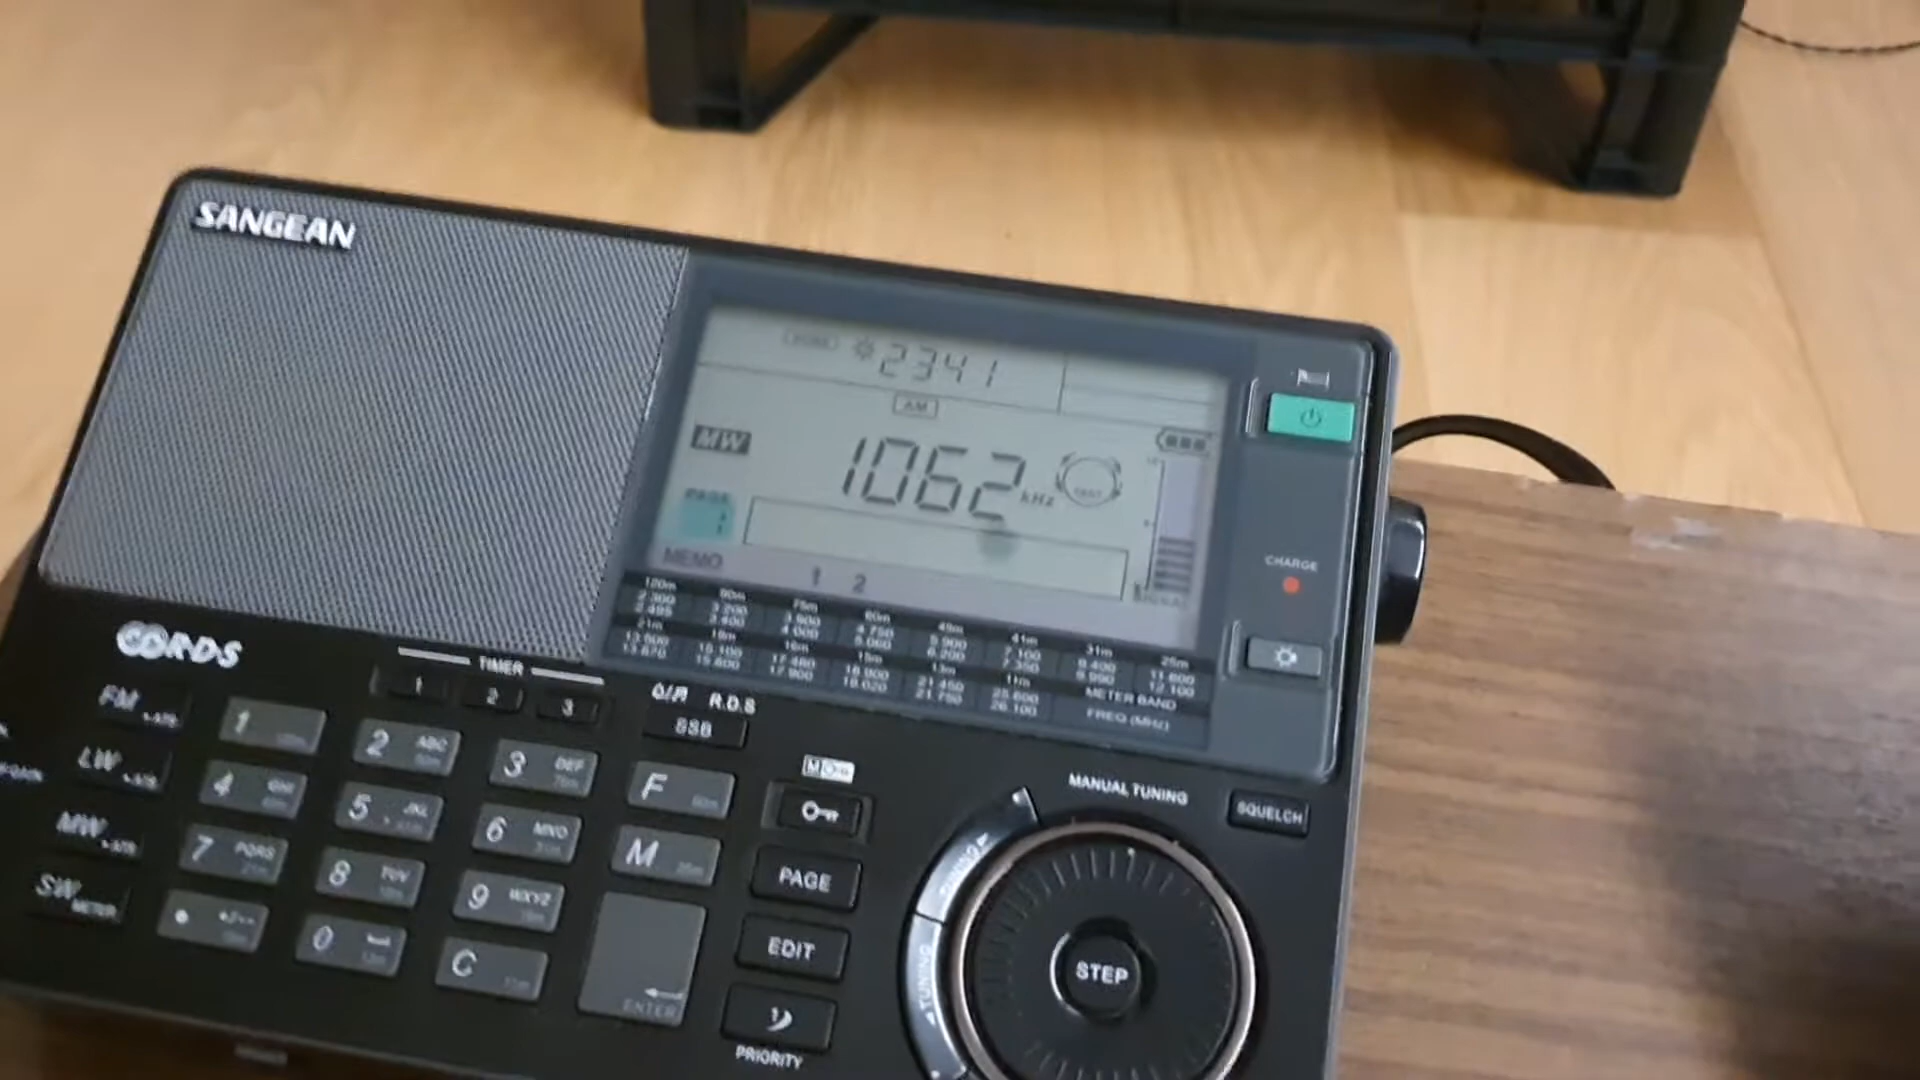 SANGEAN
2341
AM
MW
1062 kHz
PAGE
1
MEMO
1 2
120m 90m 75m 60m 49m 41m 31m 25m
2.300 3.200 3.900 4.750 5.900 7.100 9.400 11.600
2.495 3.400 4.000 5.060 6.200 7.350 9.990 12.100
21m 19m 16m 15m 13m 11m METER BAND
13.500 15.100 17.480 18.900 21.450 25.600 FREQ (MHz)
13.870 15.800 17.900 19.020 21.750 26.100
CHARGE
R.D.S
TIMER
1 2 3
R.D.S
SSB
FM
LW
MW
SW
METER
1
2 ABC
3 DEF
F
4 GHI
5 JKL
6 MNO
M
7 PQRS
8 TUV
9 WXYZ
0
C
ENTER
PAGE
EDIT
PRIORITY
MANUAL TUNING
SQUELCH
TUNING
TUNING
STEP